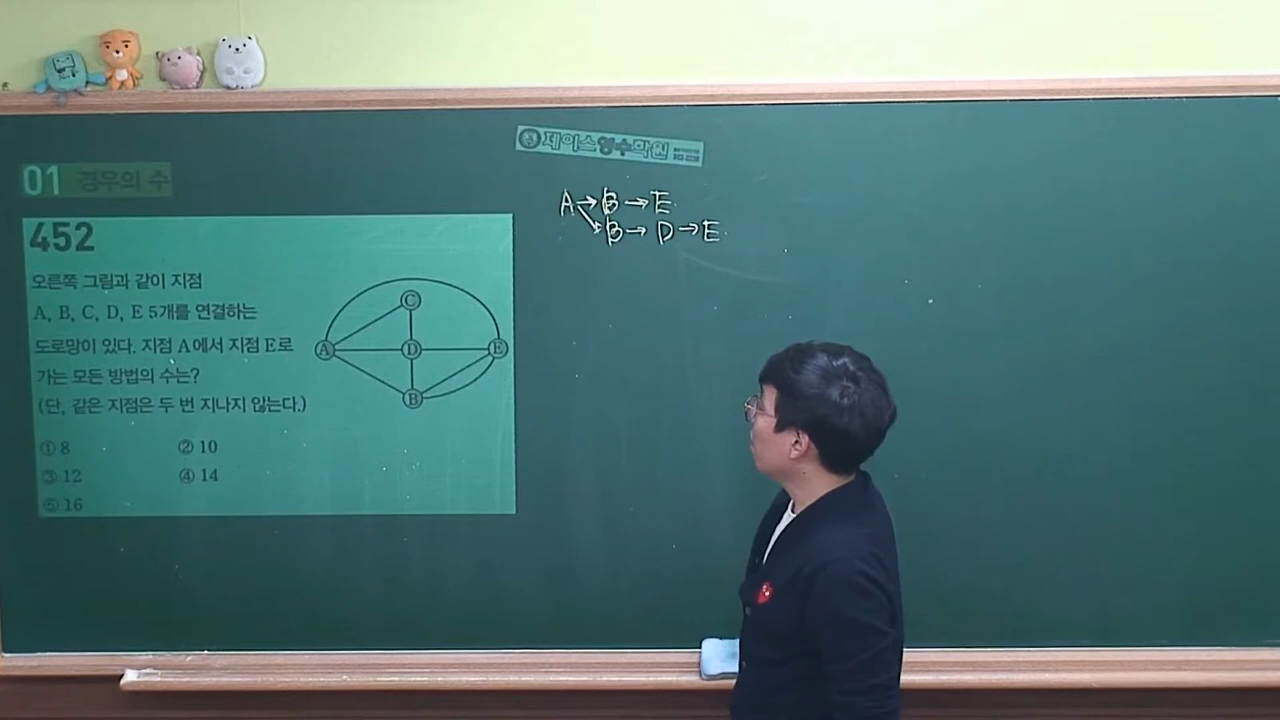 제이스영수학원
01 경우의 수
A→B→E.
B→D→E.
452
오른쪽 그림과 같이 지점
A, B, C, D, E 5개를 연결하는
도로망이 있다. 지점 A에서 지점 E로
가는 모든 방법의 수는?
(단, 같은 지점은 두 번 지나지 않는다.)
① 8 ② 10
③ 12 ④ 14
⑤ 16
C
A D E
B